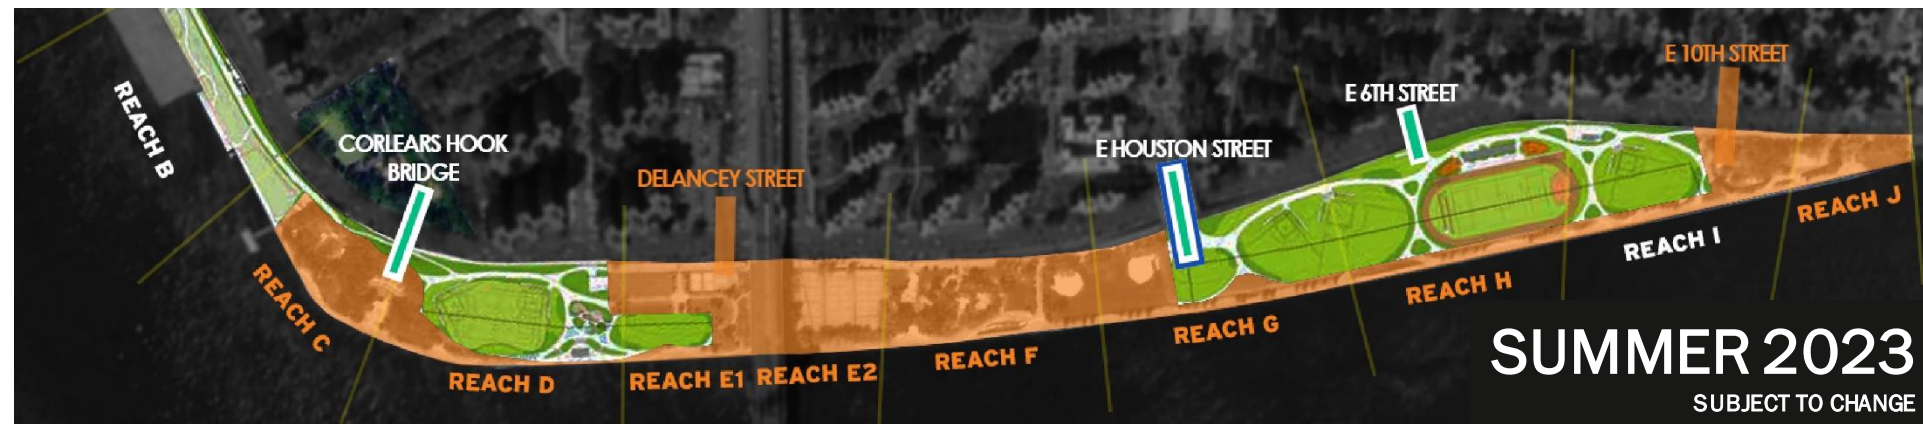 E 10TH STREET
E 6TH STREET
REACH B
CORLEARS HOOK
BRIDGE
E HOUSTON STREET
DELANCEY STREET
REACH J
REACH I
REACH C
REACH H
REACH G
REACH F
REACH E2
REACH E1
REACH D
SUMMER 2023
SUBJECT TO CHANGE